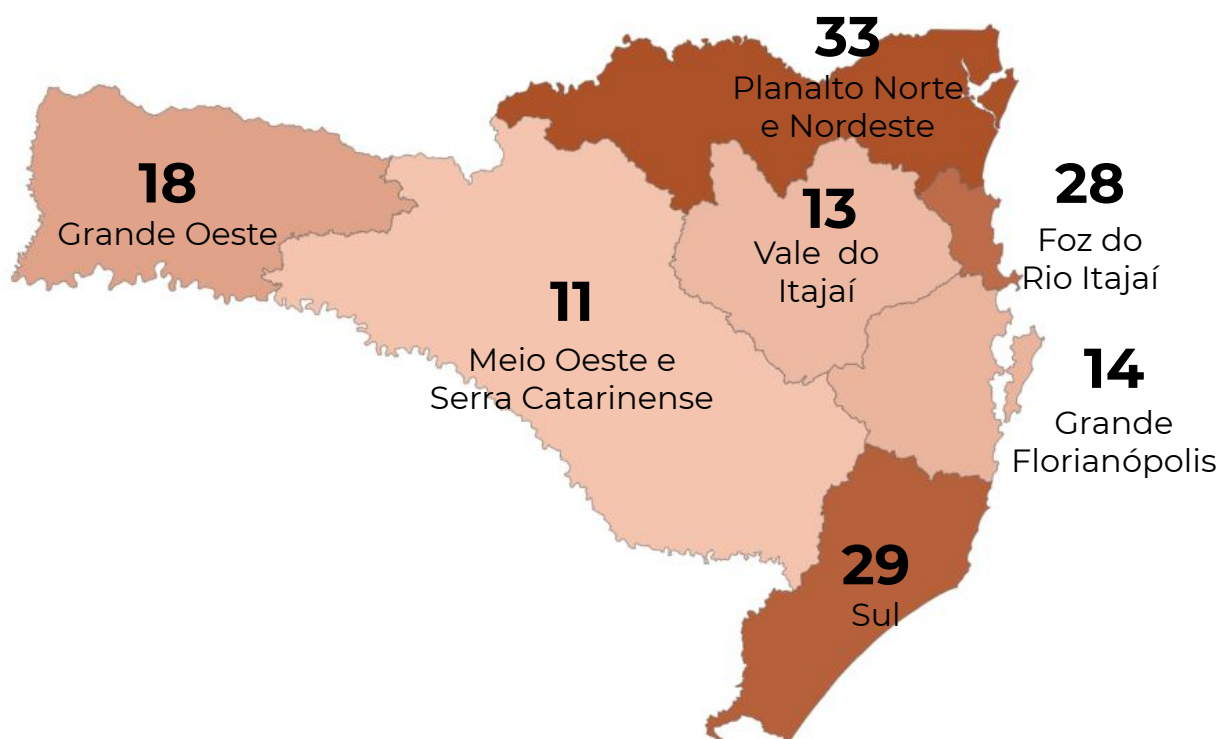 33
Planalto Norte
e Nordeste
18
Grande Oeste
13
Vale do
Itajaí
28
Foz do
Rio Itajaí
11
Meio Oeste e
Serra Catarinense
14
Grande
Florianópolis
29
Sul